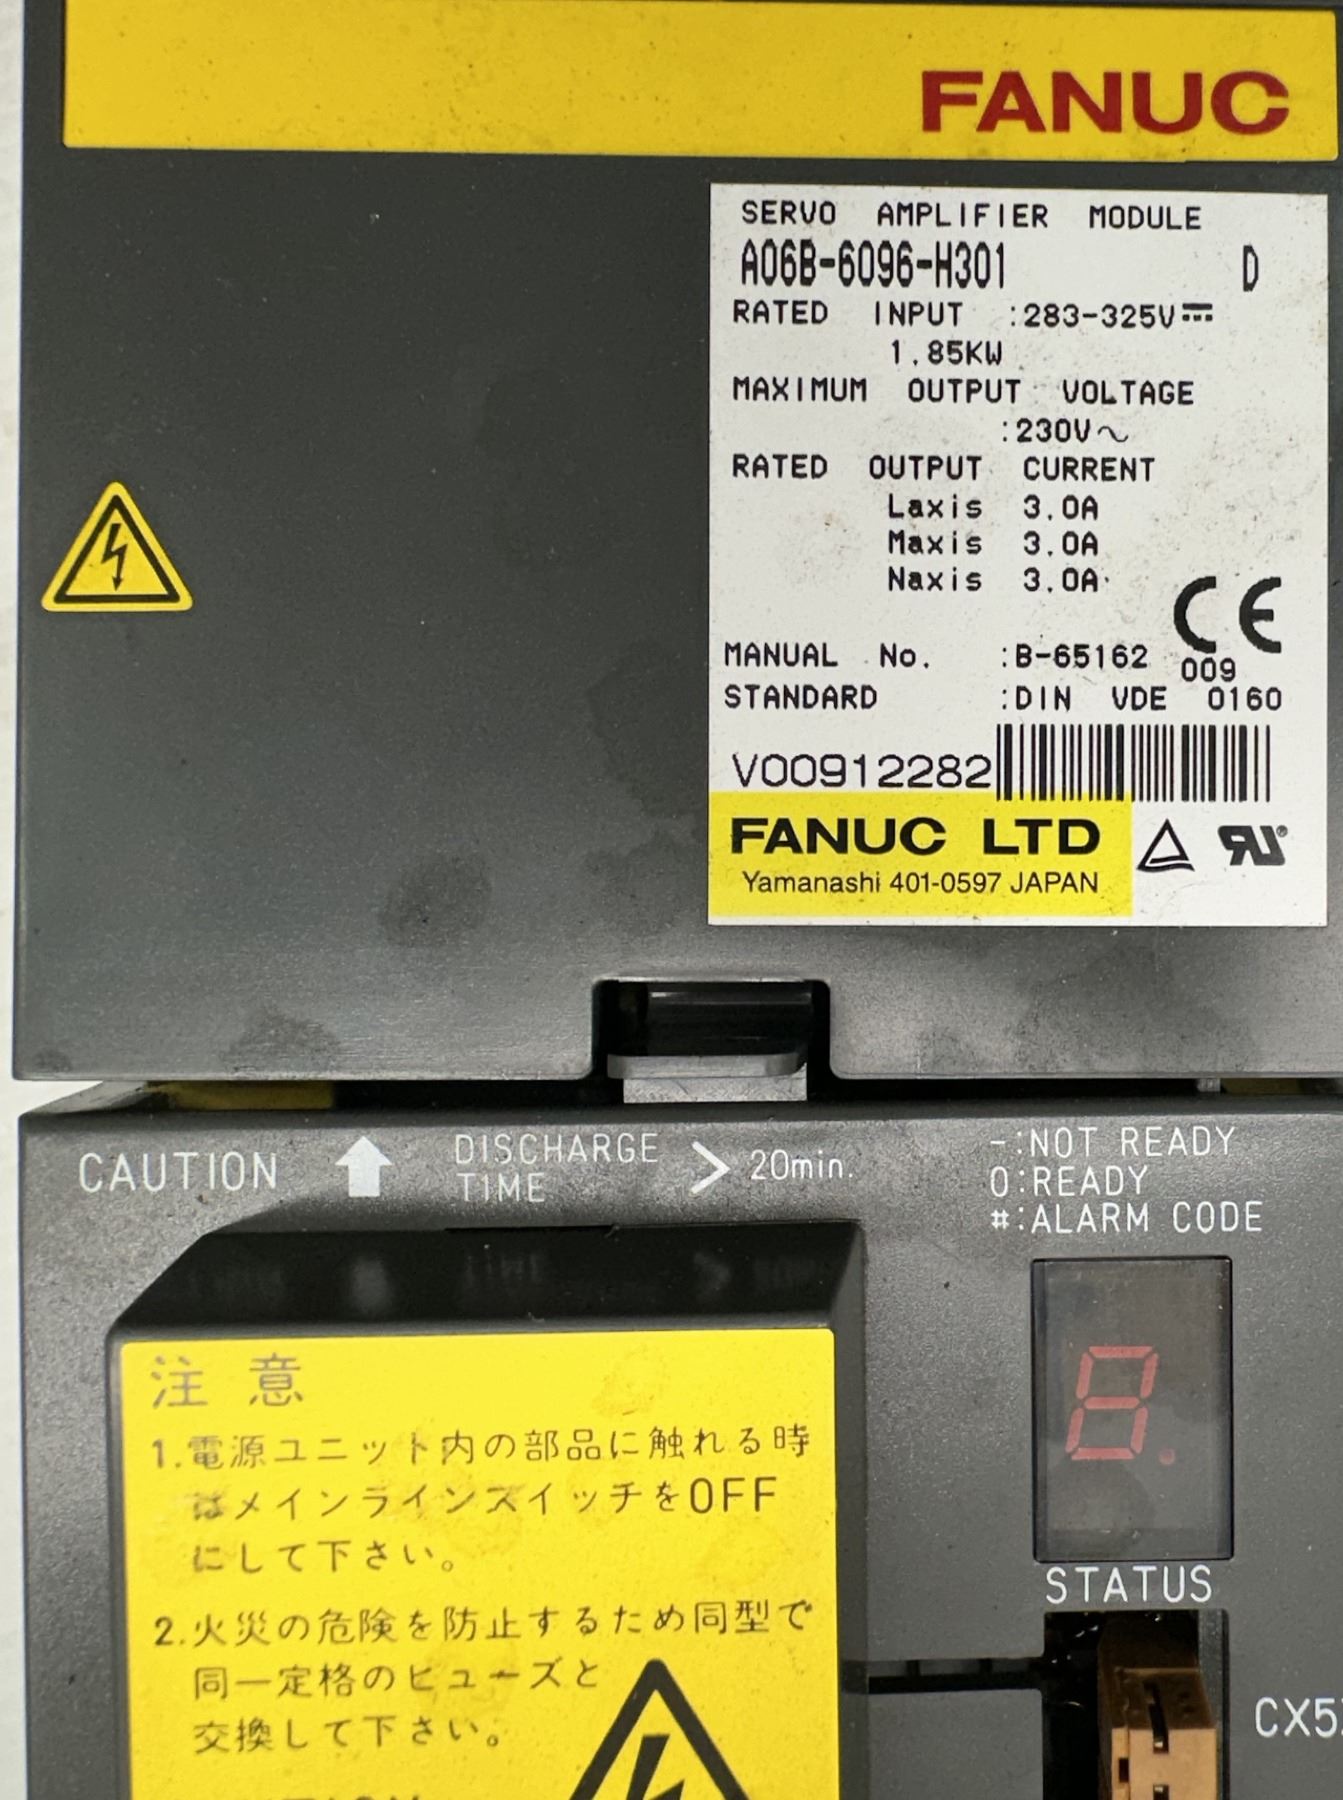 FANUC
SERVO AMPLIFIER MODULE
A06B-6096-H301 D
RATED INPUT :283-325V⎓
1.85KW
MAXIMUM OUTPUT VOLTAGE
:230V～
RATED OUTPUT CURRENT
Laxis 3.0A
Maxis 3.0A
Naxis 3.0A
CE
MANUAL No. :B-65162 009
STANDARD :DIN VDE 0160
V00912282
FANUC LTD
Yamanashi 401-0597 JAPAN
CAUTION DISCHARGE TIME > 20min.
-:NOT READY
0:READY
#:ALARM CODE
8.
STATUS
注意
1.電源ユニット内の部品に触れる時
はメインラインスイッチをOFF
にして下さい。
2.火災の危険を防止するため同型で
同一定格のヒューズと
交換して下さい。